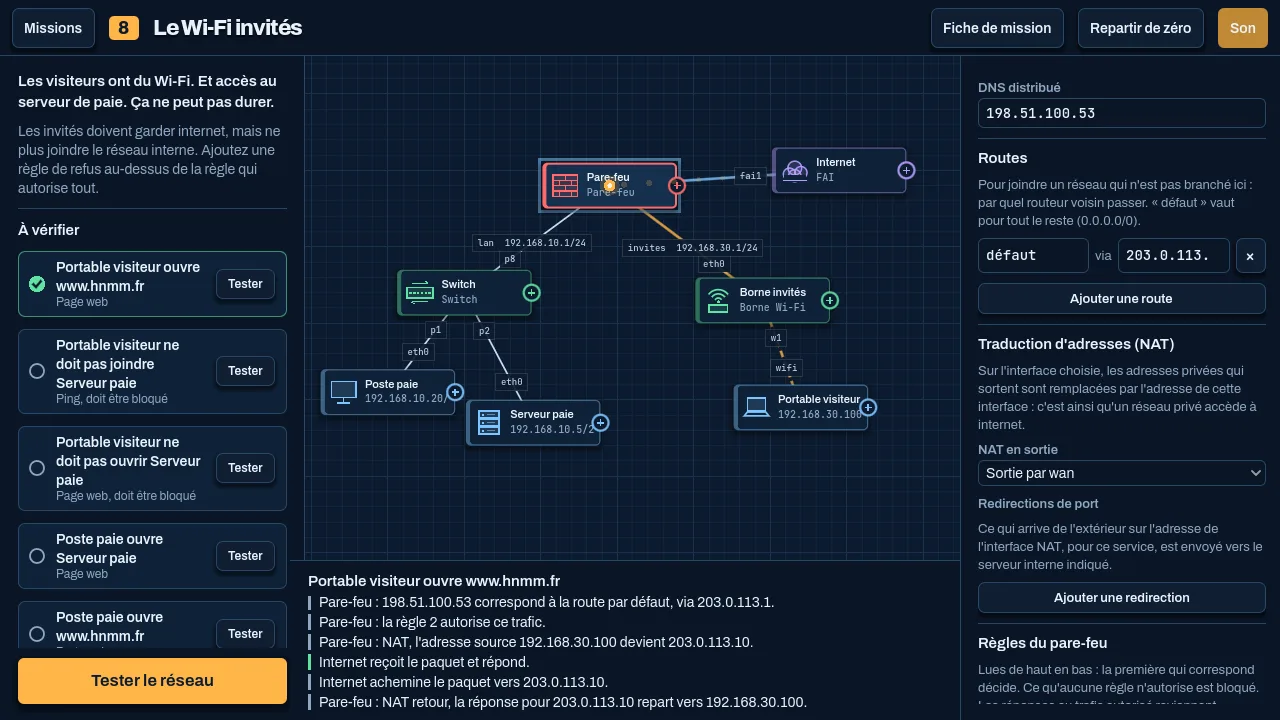 Missions
8
Le Wi-Fi invités
Fiche de mission
Repartir de zéro
Son
Les visiteurs ont du Wi-Fi. Et accès au
serveur de paie. Ça ne peut pas durer.
Les invités doivent garder internet, mais ne
plus joindre le réseau interne. Ajoutez une
règle de refus au-dessus de la règle qui
autorise tout.
À vérifier
Portable visiteur ouvre
www.hnmm.fr
Page web
Tester
Portable visiteur ne
doit pas joindre
Serveur paie
Ping, doit être bloqué
Tester
Portable visiteur ne
doit pas ouvrir Serveur
paie
Page web, doit être bloqué
Tester
Poste paie ouvre
Serveur paie
Page web
Tester
Poste paie ouvre
www.hnmm.fr
Tester
Tester le réseau
Pare-feu
Pare-feu
Internet
FAI
fai1
lan 192.168.10.1/24
p8
invites 192.168.30.1/24
eth0
Switch
Switch
Borne invités
Borne Wi-Fi
p1
p2
w1
eth0
wifi
eth0
Poste paie
192.168.10.20/
Serveur paie
192.168.10.5/2
Portable visiteur
192.168.30.100
Portable visiteur ouvre www.hnmm.fr
Pare-feu : 198.51.100.53 correspond à la route par défaut, via 203.0.113.1.
Pare-feu : la règle 2 autorise ce trafic.
Pare-feu : NAT, l'adresse source 192.168.30.100 devient 203.0.113.10.
Internet reçoit le paquet et répond.
Internet achemine le paquet vers 203.0.113.10.
Pare-feu : NAT retour, la réponse pour 203.0.113.10 repart vers 192.168.30.100.
DNS distribué
198.51.100.53
Routes
Pour joindre un réseau qui n'est pas branché ici :
par quel routeur voisin passer. « défaut » vaut
pour tout le reste (0.0.0.0/0).
défaut via 203.0.113. ×
Ajouter une route
Traduction d'adresses (NAT)
Sur l'interface choisie, les adresses privées qui
sortent sont remplacées par l'adresse de cette
interface : c'est ainsi qu'un réseau privé accède à
internet.
NAT en sortie
Sortie par wan
Redirections de port
Ce qui arrive de l'extérieur sur l'adresse de
l'interface NAT, pour ce service, est envoyé vers le
serveur interne indiqué.
Ajouter une redirection
Règles du pare-feu
Lues de haut en bas : la première qui correspond
décide. Ce qu'aucune règle n'autorise est bloqué.